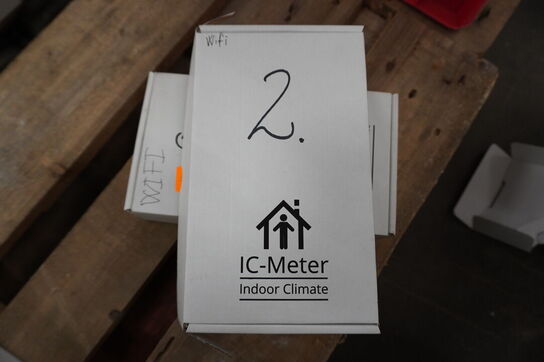 Wifi
2.
IC-Meter
Indoor Climate
WIFI